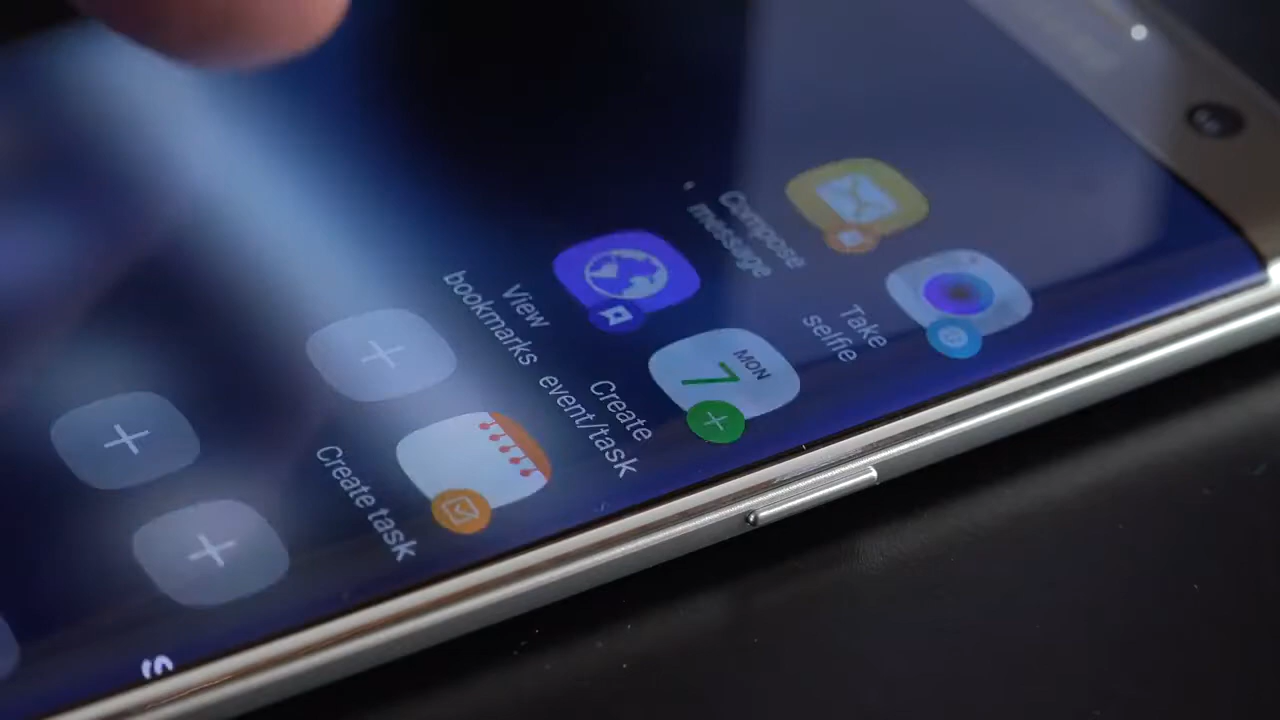 Compose
message
Take
selfie
View
bookmarks
MON
7
Create
event/task
Create task